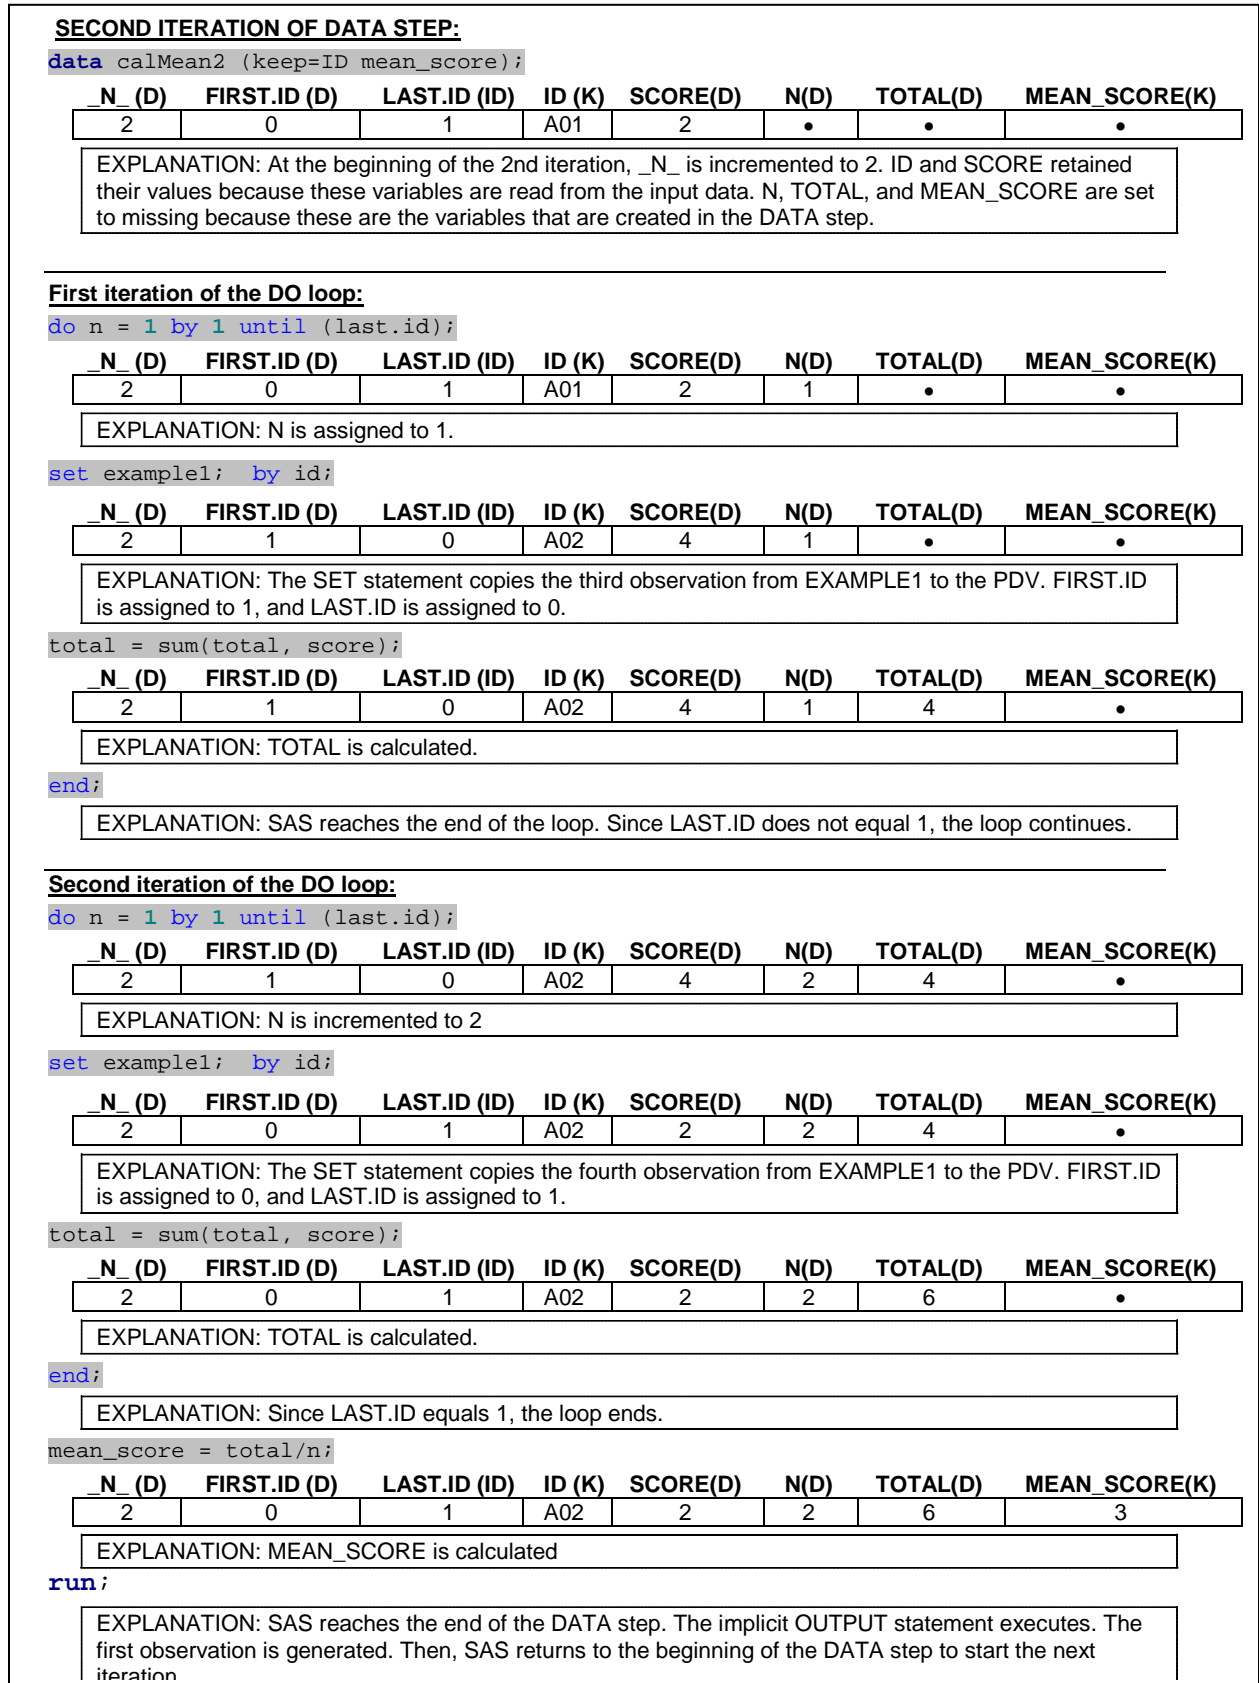 SECOND ITERATION OF DATA STEP:
data calMean2 (keep=ID mean_score);
_N_ (D) FIRST.ID (D) LAST.ID (ID) ID (K) SCORE(D) N(D) TOTAL(D) MEAN_SCORE(K)
2 0 1 A01 2 • • •
EXPLANATION: At the beginning of the 2nd iteration, _N_ is incremented to 2. ID and SCORE retained
their values because these variables are read from the input data. N, TOTAL, and MEAN_SCORE are set
to missing because these are the variables that are created in the DATA step.
First iteration of the DO loop:
do n = 1 by 1 until (last.id);
_N_ (D) FIRST.ID (D) LAST.ID (ID) ID (K) SCORE(D) N(D) TOTAL(D) MEAN_SCORE(K)
2 0 1 A01 2 1 • •
EXPLANATION: N is assigned to 1.
set example1; by id;
_N_ (D) FIRST.ID (D) LAST.ID (ID) ID (K) SCORE(D) N(D) TOTAL(D) MEAN_SCORE(K)
2 1 0 A02 4 1 • •
EXPLANATION: The SET statement copies the third observation from EXAMPLE1 to the PDV. FIRST.ID
is assigned to 1, and LAST.ID is assigned to 0.
total = sum(total, score);
_N_ (D) FIRST.ID (D) LAST.ID (ID) ID (K) SCORE(D) N(D) TOTAL(D) MEAN_SCORE(K)
2 1 0 A02 4 1 4 •
EXPLANATION: TOTAL is calculated.
end;
EXPLANATION: SAS reaches the end of the loop. Since LAST.ID does not equal 1, the loop continues.
Second iteration of the DO loop:
do n = 1 by 1 until (last.id);
_N_ (D) FIRST.ID (D) LAST.ID (ID) ID (K) SCORE(D) N(D) TOTAL(D) MEAN_SCORE(K)
2 1 0 A02 4 2 4 •
EXPLANATION: N is incremented to 2
set example1; by id;
_N_ (D) FIRST.ID (D) LAST.ID (ID) ID (K) SCORE(D) N(D) TOTAL(D) MEAN_SCORE(K)
2 0 1 A02 2 2 4 •
EXPLANATION: The SET statement copies the fourth observation from EXAMPLE1 to the PDV. FIRST.ID
is assigned to 0, and LAST.ID is assigned to 1.
total = sum(total, score);
_N_ (D) FIRST.ID (D) LAST.ID (ID) ID (K) SCORE(D) N(D) TOTAL(D) MEAN_SCORE(K)
2 0 1 A02 2 2 6 •
EXPLANATION: TOTAL is calculated.
end;
EXPLANATION: Since LAST.ID equals 1, the loop ends.
mean_score = total/n;
_N_ (D) FIRST.ID (D) LAST.ID (ID) ID (K) SCORE(D) N(D) TOTAL(D) MEAN_SCORE(K)
2 0 1 A02 2 2 6 3
EXPLANATION: MEAN_SCORE is calculated
run;
EXPLANATION: SAS reaches the end of the DATA step. The implicit OUTPUT statement executes. The
first observation is generated. Then, SAS returns to the beginning of the DATA step to start the next
iteration